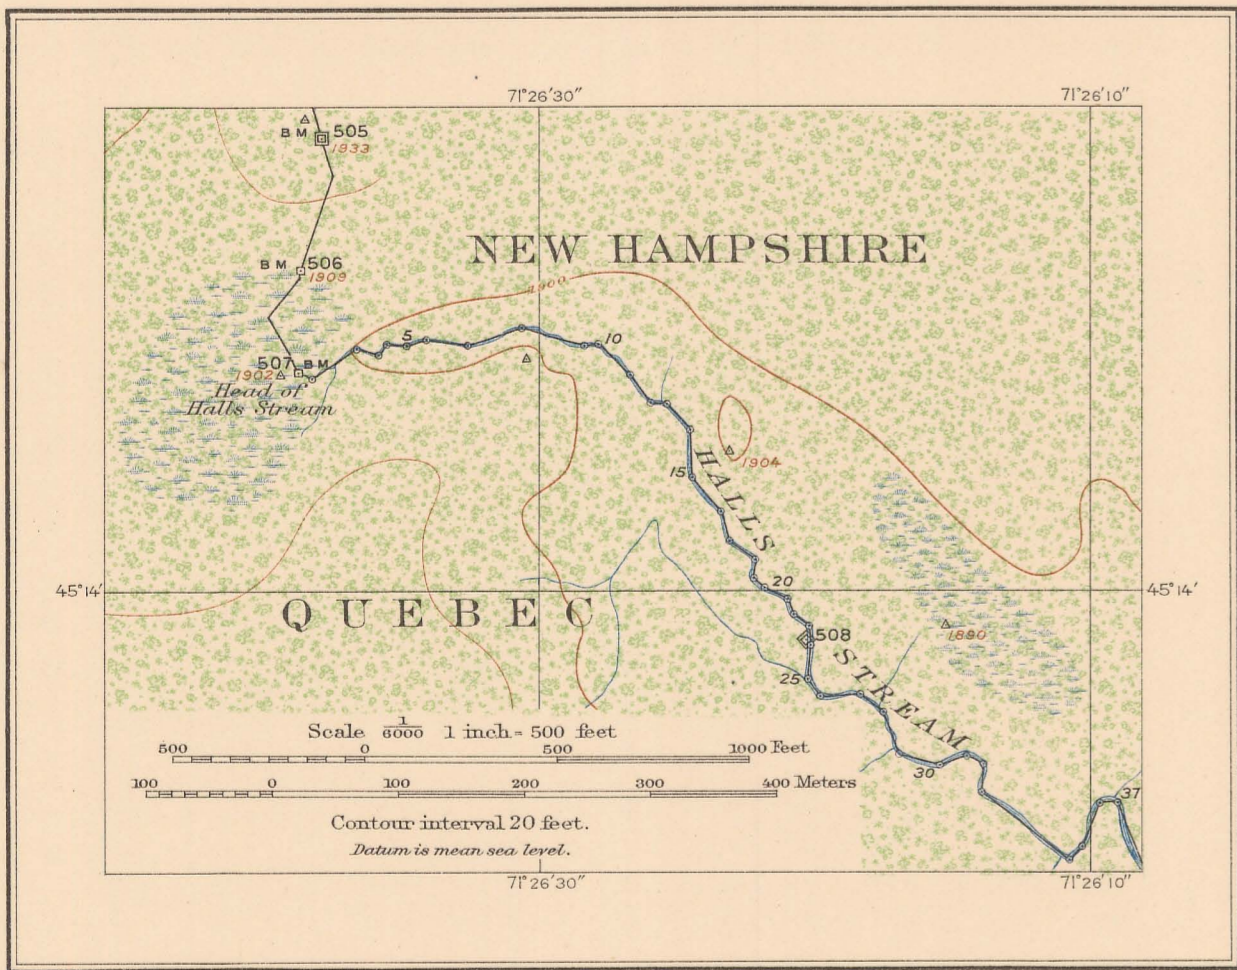 71°26'30" 71°26'10"
BM 505
1933
NEW HAMPSHIRE
BM 506
1909
1900
5 10
507 BM
1902
Head of
Halls Stream
1904
15 HALLS
45°14' 20 45°14'
QUEBEC
508 1890
STREAM
25
Scale 1/6000 1 inch = 500 feet
500 0 500 1000 Feet
30
100 0 100 200 300 400 Meters
37
Contour interval 20 feet.
Datum is mean sea level.
71°26'30" 71°26'10"